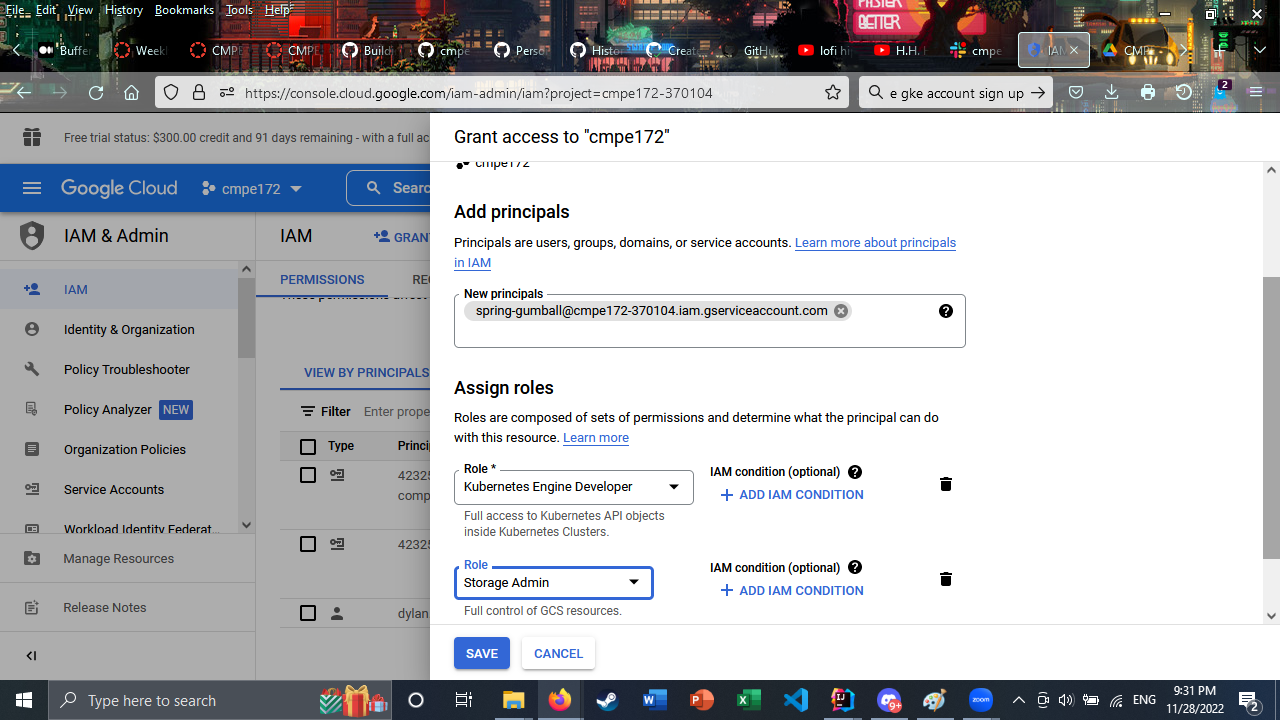 File Edit View History Bookmarks Tools Help
PASTER
BETTER
Buffer Week CMPE CMPE Build cmpe Perso Histo Creat GitHu lofi hi H.H. cmpe IAM CMP
https://console.cloud.google.com/iam-admin/iam?project=cmpe172-370104
e gke account sign up
2
Free trial status: $300.00 credit and 91 days remaining - with a full ac
Google Cloud
cmpe172
Searc
IAM & Admin
IAM
Identity & Organization
Policy Troubleshooter
Policy Analyzer NEW
Organization Policies
Service Accounts
Workload Identity Federat...
Manage Resources
Release Notes
IAM
GRANT
PERMISSIONS
VIEW BY PRINCIPALS
Filter Enter prope
Type Princip
42325
comp
42325
dylan
Grant access to "cmpe172"
cmpe172
Add principals
Principals are users, groups, domains, or service accounts. Learn more about principals
in IAM
New principals
spring-gumball@cmpe172-370104.iam.gserviceaccount.com
Assign roles
Roles are composed of sets of permissions and determine what the principal can do
with this resource. Learn more
Role *
Kubernetes Engine Developer
Full access to Kubernetes API objects
inside Kubernetes Clusters.
IAM condition (optional)
ADD IAM CONDITION
Role
Storage Admin
Full control of GCS resources.
IAM condition (optional)
ADD IAM CONDITION
SAVE CANCEL
Type here to search
9+
zoom
ENG
9:31 PM
11/28/2022
2